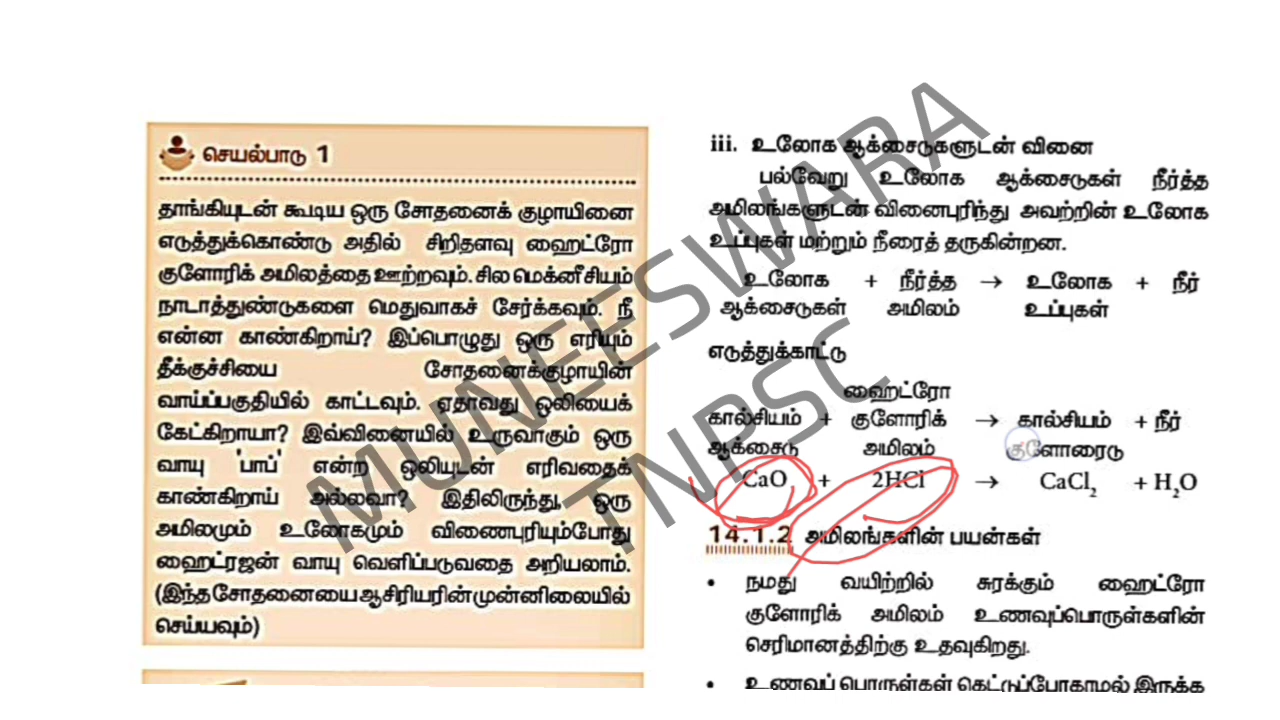 செயல்பாடு 1
தாங்கியுடன் கூடிய ஒரு சோதனைக் குழாயினை
எடுத்துக்கொண்டு அதில் சிறிதளவு ஹைட்ரோ
குளோரிக் அமிலத்தை ஊற்றவும். சில மெக்னீசியம்
நாடாத்துண்டுகளை மெதுவாகச் சேர்க்கவும். நீ
என்ன காண்கிறாய்? இப்பொழுது ஒரு எரியும்
தீக்குச்சியை சோதனைக்குழாயின்
வாய்ப்பகுதியில் காட்டவும். ஏதாவது ஒலியைக்
கேட்கிறாயா? இவ்வினையில் உருவாகும் ஒரு
வாயு 'பாப்' என்ற ஒலியுடன் எரிவதைக்
காண்கிறாய் அல்லவா? இதிலிருந்து, ஒரு
அமிலமும் உலோகமும் வினைபுரியும்போது
ஹைட்ரஜன் வாயு வெளிப்படுவதை அறியலாம்.
(இந்த சோதனையை ஆசிரியரின் முன்னிலையில்
செய்யவும்)
iii. உலோக ஆக்சைடுகளுடன் வினை
பல்வேறு உலோக ஆக்சைடுகள் நீர்த்த
அமிலங்களுடன் வினைபுரிந்து அவற்றின் உலோக
உப்புகள் மற்றும் நீரைத் தருகின்றன.
உலோக + நீர்த்த → உலோக + நீர்
ஆக்சைடுகள் அமிலம் உப்புகள்
எடுத்துக்காட்டு
ஹைட்ரோ
கால்சியம் + குளோரிக் → கால்சியம் + நீர்
ஆக்சைடு அமிலம் குளோரைடு
CaO + 2HCl → CaCl₂ + H₂O
14.1.2 அமிலங்களின் பயன்கள்
• நமது வயிற்றில் சுரக்கும் ஹைட்ரோ
குளோரிக் அமிலம் உணவுப்பொருள்களின்
செரிமானத்திற்கு உதவுகிறது.
• உணவுப் பொருள்கள் கெட்டுப்போகாமல் இருக்க
MUNEESWARA
TNPSC